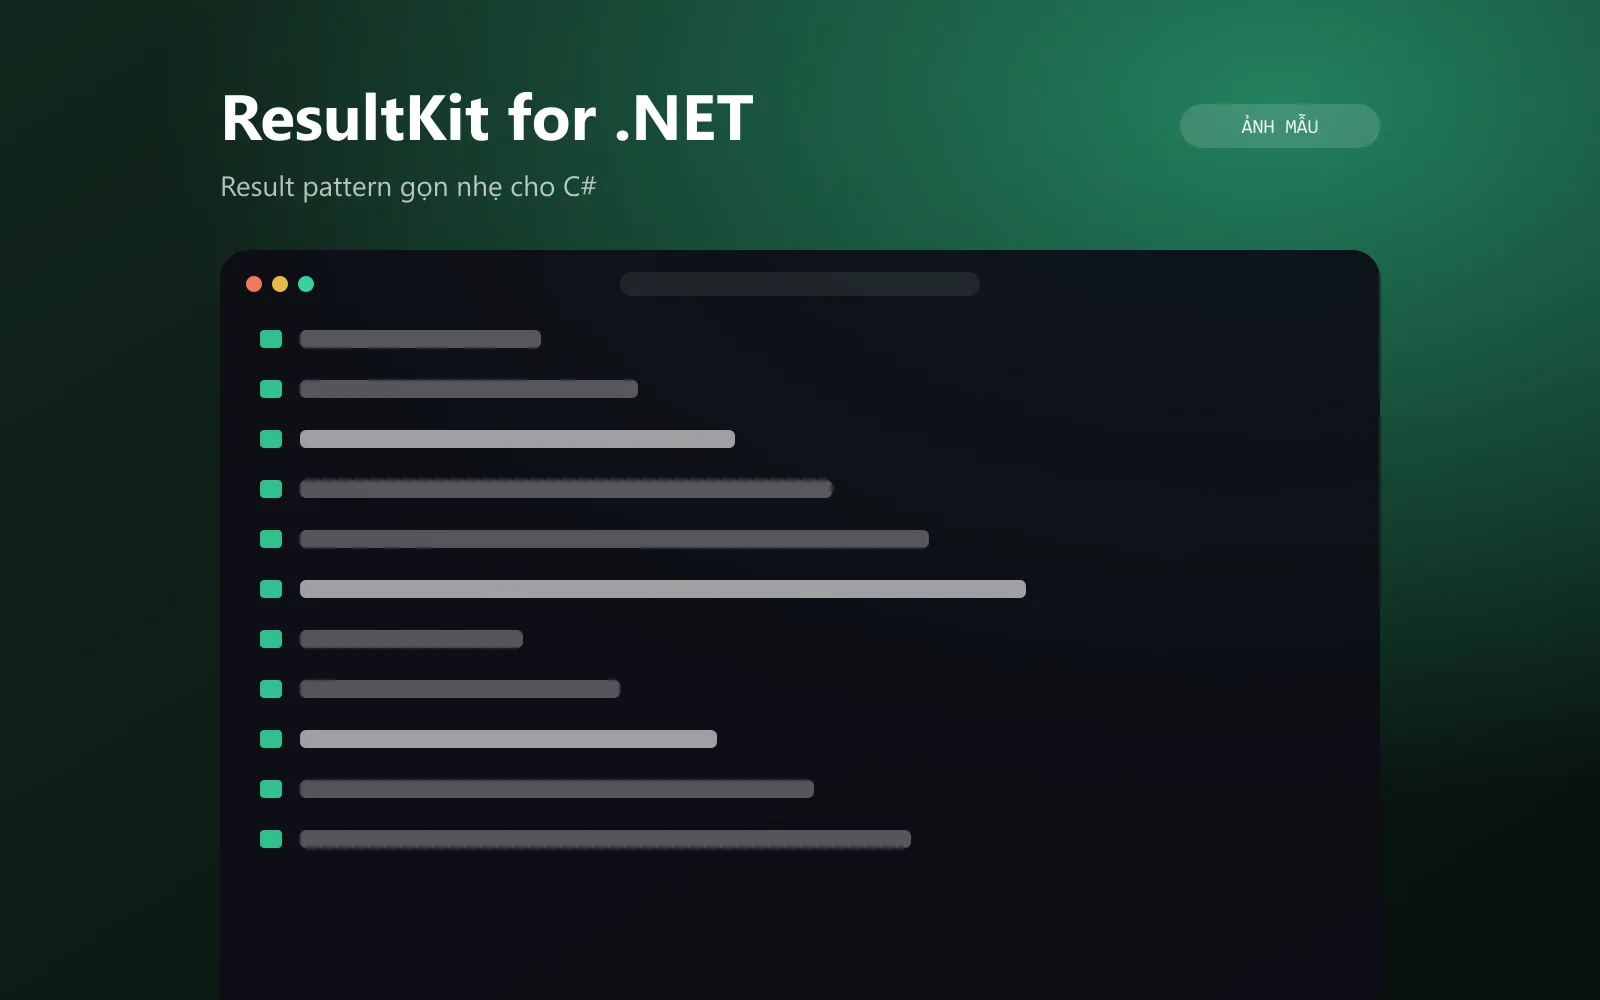 ResultKit for .NET
ẢNH MẪU
Result pattern gọn nhẹ cho C#